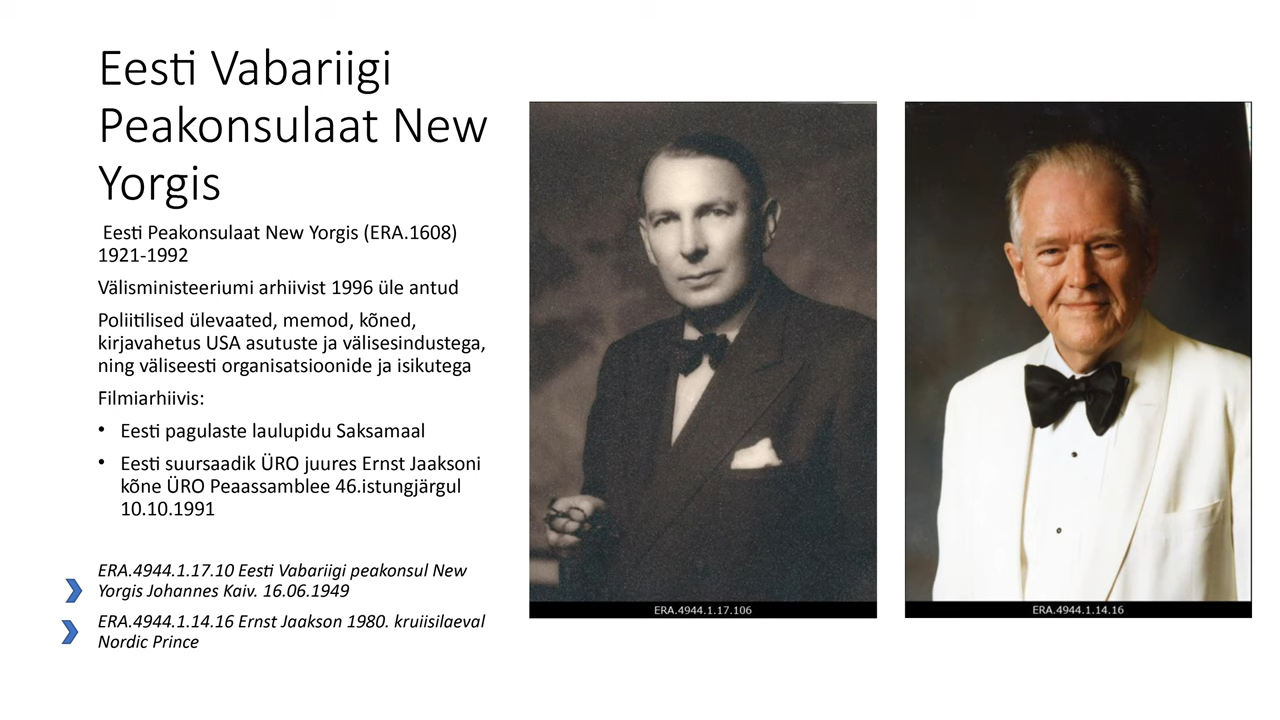 Eesti Vabariigi
Peakonsulaat New
Yorgis
Eesti Peakonsulaat New Yorgis (ERA.1608)
1921-1992
Välisministeeriumi arhiivist 1996 üle antud
Poliitilised ülevaated, memod, kõned,
kirjavahetus USA asutuste ja välisesindustega,
ning väliseesti organisatsioonide ja isikutega
Filmiarhiivis:
• Eesti pagulaste laulupidu Saksamaal
• Eesti suursaadik ÜRO juures Ernst Jaaksoni
kõne ÜRO Peaassamblee 46.istungjärgul
10.10.1991
ERA.4944.1.17.10 Eesti Vabariigi peakonsul New
Yorgis Johannes Kaiv. 16.06.1949
ERA.4944.1.14.16 Ernst Jaakson 1980. kruiisilaeval
Nordic Prince
ERA.4944.1.17.106
ERA.4944.1.14.16